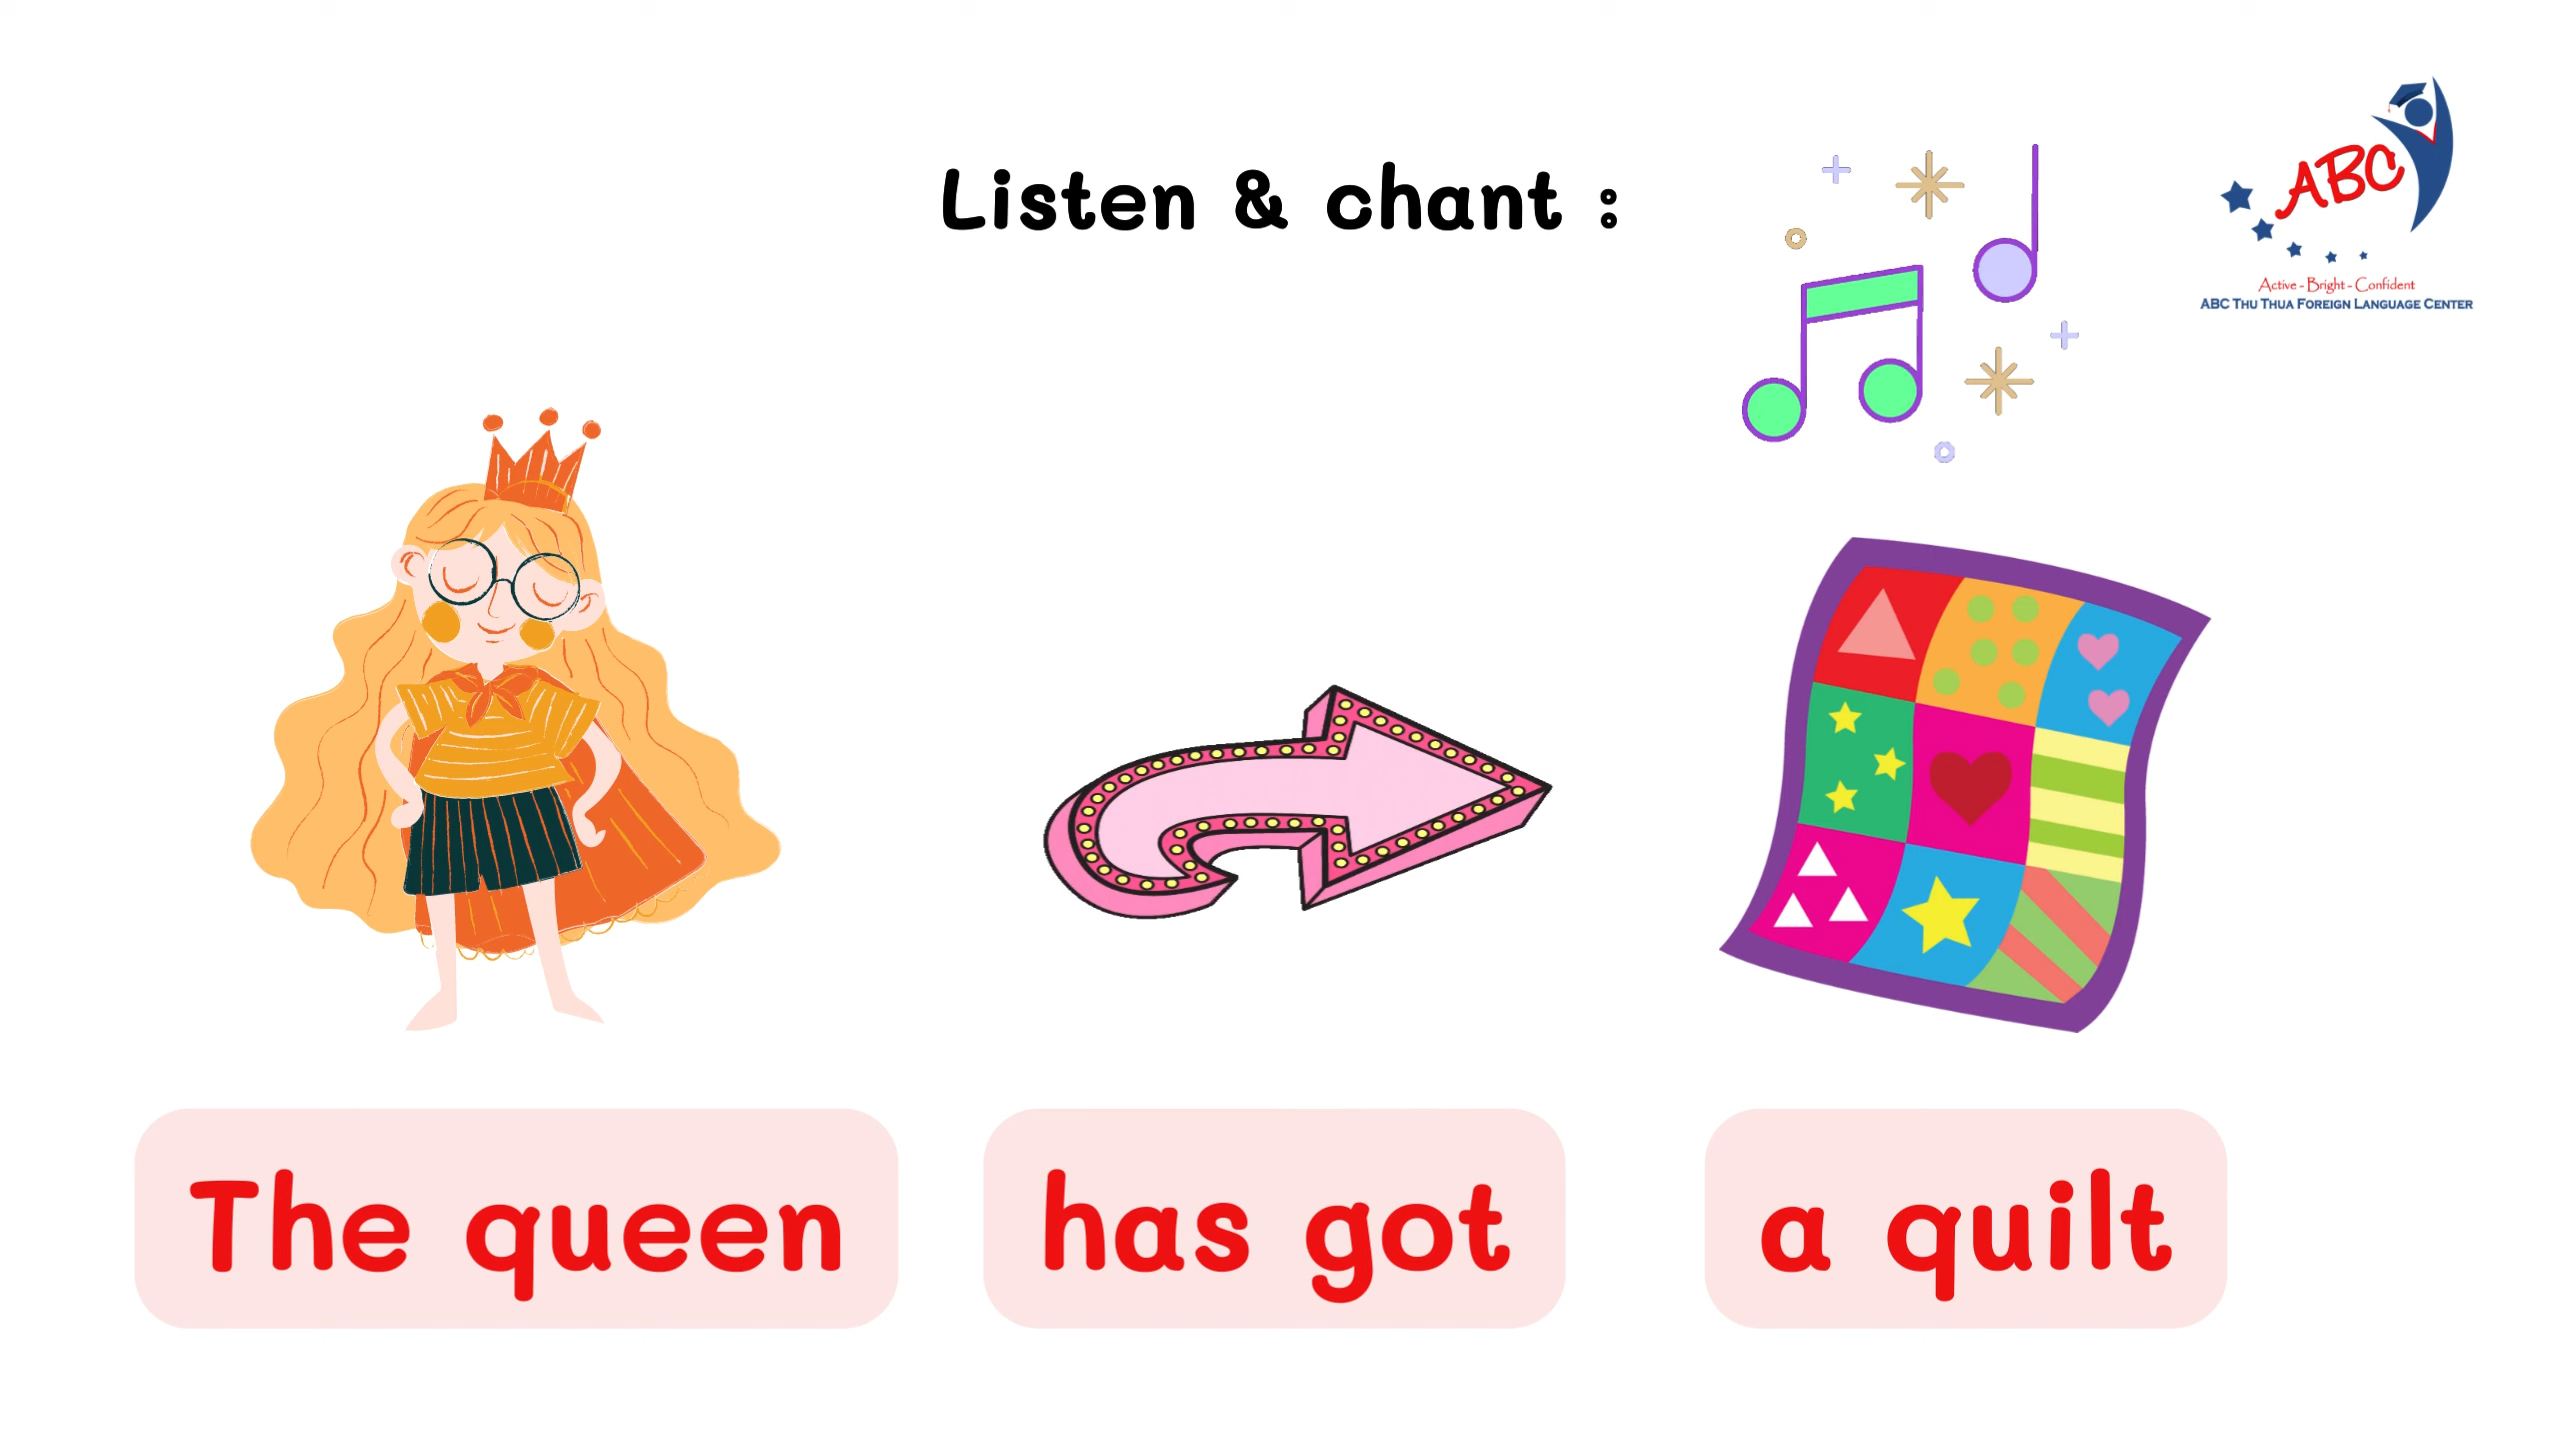 Listen & chant :
ABC
Active - Bright - Confident
ABC THU THUA FOREIGN LANGUAGE CENTER
The queen has got a quilt